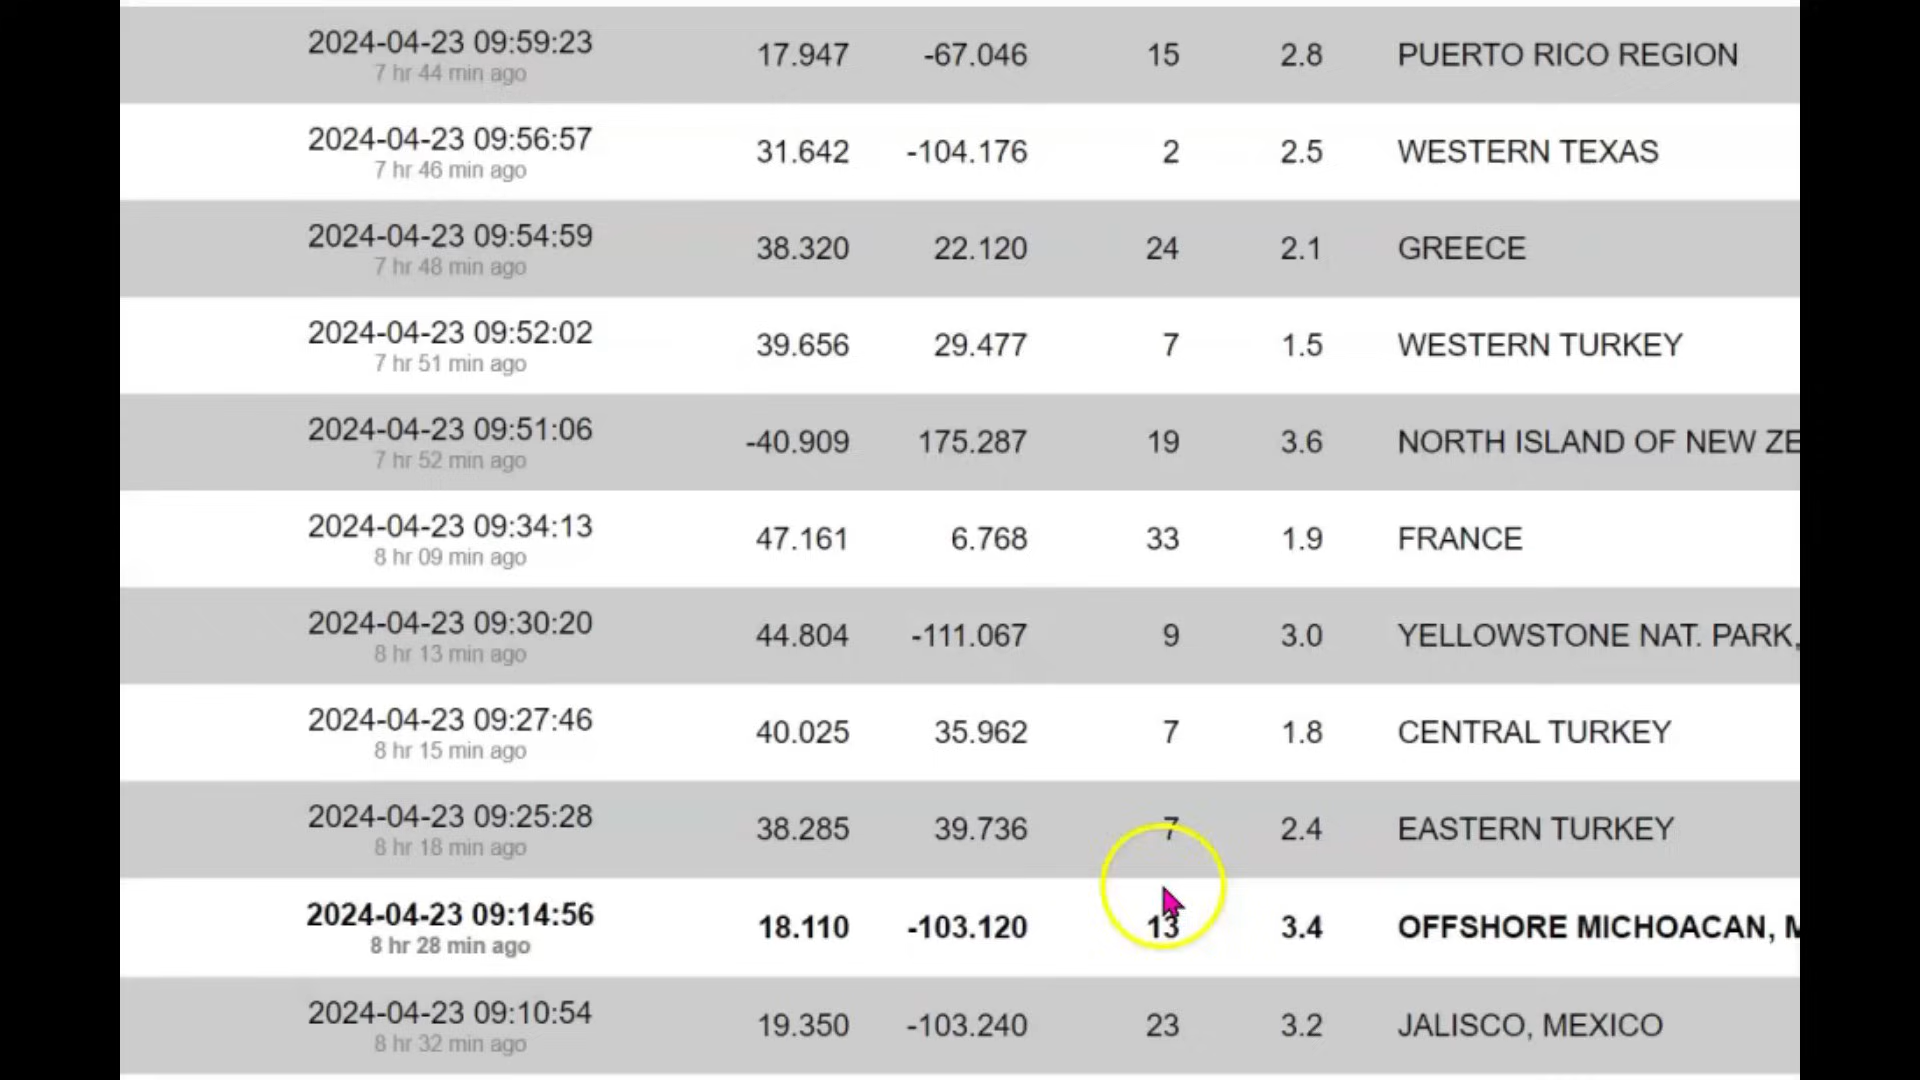 2024-04-23 09:59:23 17.947 -67.046 15 2.8 PUERTO RICO REGION
7 hr 44 min ago
2024-04-23 09:56:57 31.642 -104.176 2 2.5 WESTERN TEXAS
7 hr 46 min ago
2024-04-23 09:54:59 38.320 22.120 24 2.1 GREECE
7 hr 48 min ago
2024-04-23 09:52:02 39.656 29.477 7 1.5 WESTERN TURKEY
7 hr 51 min ago
2024-04-23 09:51:06 -40.909 175.287 19 3.6 NORTH ISLAND OF NEW ZE
7 hr 52 min ago
2024-04-23 09:34:13 47.161 6.768 33 1.9 FRANCE
8 hr 09 min ago
2024-04-23 09:30:20 44.804 -111.067 9 3.0 YELLOWSTONE NAT. PARK,
8 hr 13 min ago
2024-04-23 09:27:46 40.025 35.962 7 1.8 CENTRAL TURKEY
8 hr 15 min ago
2024-04-23 09:25:28 38.285 39.736 7 2.4 EASTERN TURKEY
8 hr 18 min ago
2024-04-23 09:14:56 18.110 -103.120 13 3.4 OFFSHORE MICHOACAN, M
8 hr 28 min ago
2024-04-23 09:10:54 19.350 -103.240 23 3.2 JALISCO, MEXICO
8 hr 32 min ago